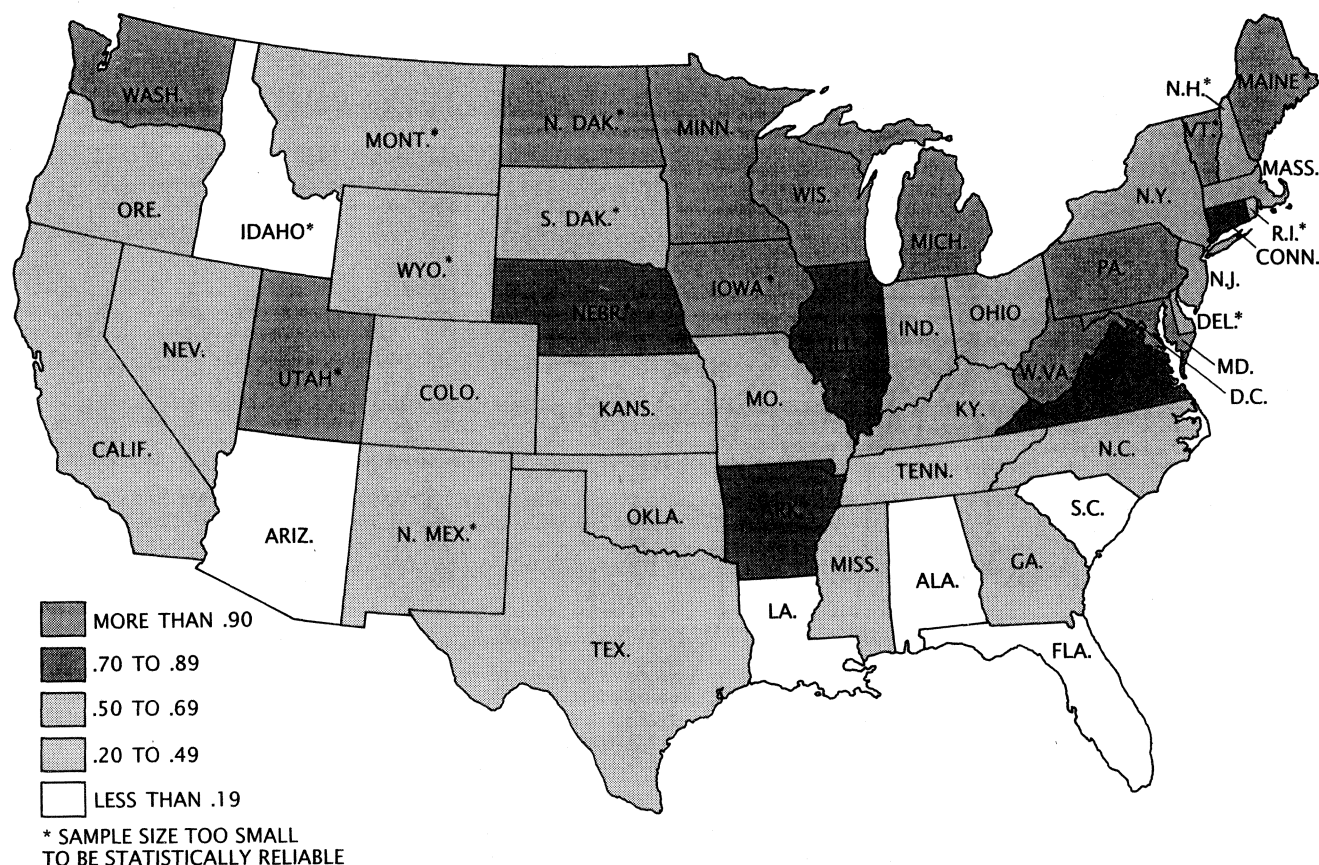 WASH.
MONT.*
N. DAK.*
MINN.
ORE.
IDAHO*
WYO.*
S. DAK.*
WIS.
MICH.
N.Y.
N.H.*
VT.*
MAINE*
MASS.
R.I.*
CONN.
N.J.
PA.
DEL.*
MD.
D.C.
NEV.
UTAH*
COLO.
NEBR.*
IOWA*
ILL.
IND.
OHIO
W.VA.
KY.
CALIF.
KANS.
MO.
TENN.
N.C.
ARIZ.
N. MEX.*
OKLA.
ARK.
MISS.
ALA.
GA.
S.C.
TEX.
LA.
FLA.
MORE THAN .90
.70 TO .89
.50 TO .69
.20 TO .49
LESS THAN .19
* SAMPLE SIZE TOO SMALL
TO BE STATISTICALLY RELIABLE